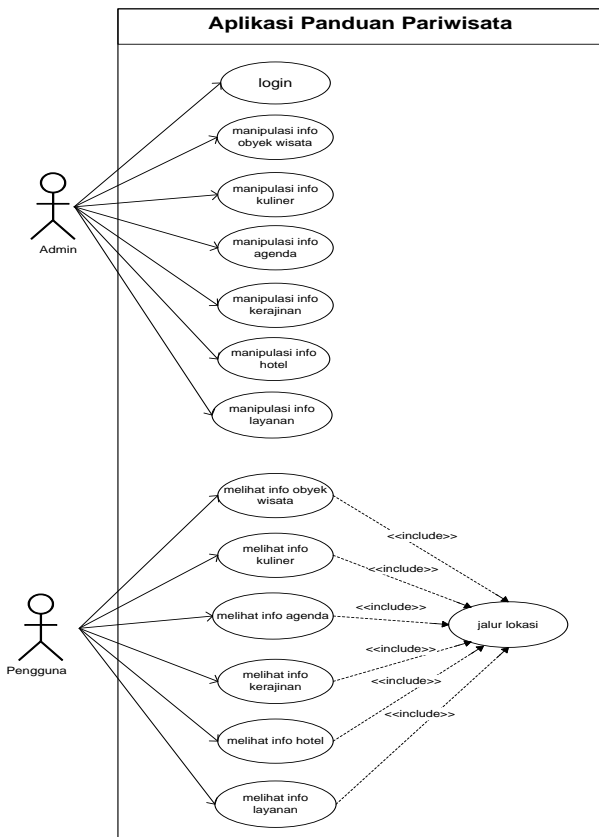 Aplikasi Panduan Pariwisata
login
manipulasi info
obyek wisata
manipulasi info
kuliner
manipulasi info
agenda
manipulasi info
kerajinan
manipulasi info
hotel
manipulasi info
layanan
Admin
melihat info obyek
wisata
melihat info
kuliner
melihat info agenda
melihat info
kerajinan
melihat info hotel
melihat info
layanan
Pengguna
<<include>>
<<include>>
<<include>>
<<include>>
<<include>>
<<include>>
jalur lokasi